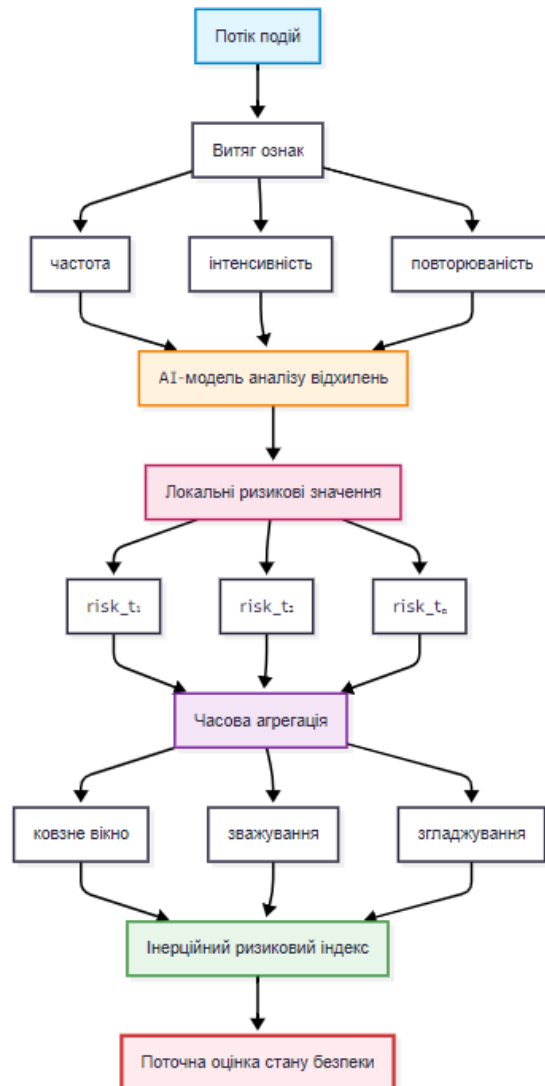 Потік подій
Витяг ознак
частота
інтенсивність
повторюваність
AI-модель аналізу відхилень
Локальні ризикові значення
risk_t₁
risk_t₂
risk_tₙ
Часова агрегація
ковзне вікно
зважування
згладжування
Інерційний ризиковий індекс
Поточна оцінка стану безпеки